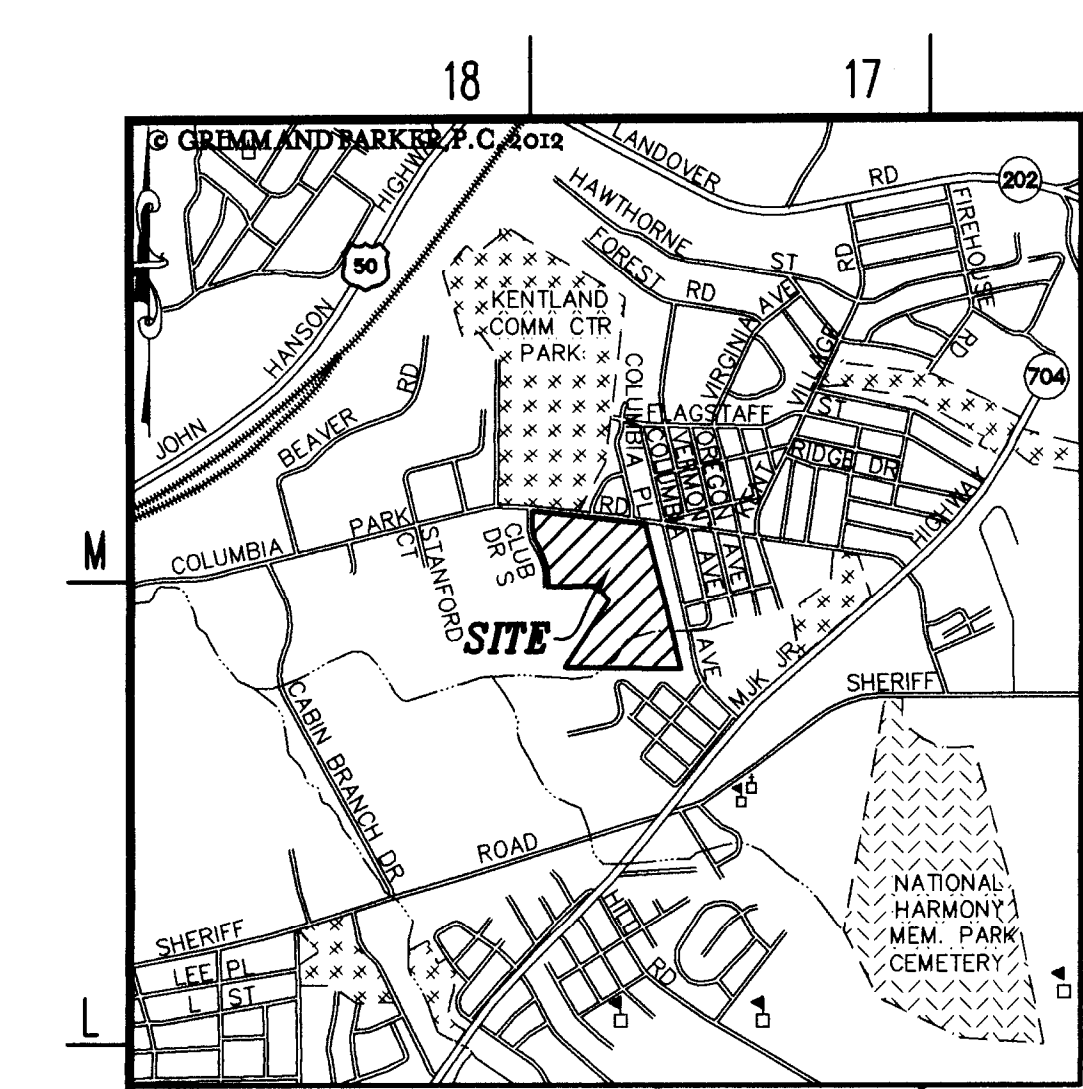 18
17
© GRIMM AND PARKER, P.C. 2012
LANDOVER RD
202
HIGHWAY
HAWTHORNE ST
FOREST RD
FIREHOUSE RD
50
KENTLAND
COMM CTR
PARK
VIRGINIA AVE
VILLAGE
RD
704
JOHN HANSON
BEAVER RD
COLUMBIA PL
FLAGSTAFF ST
COLUMBIA AVE
VERMONT AVE
OREGON AVE
KENT
RIDGE DR
HIGHWAY
M
COLUMBIA PARK RD
STANFORD CT
CLUB
DR S
SITE
MJK JR
SHERIFF
CABIN BRANCH DR
ROAD
NATIONAL
HARMONY
MEM. PARK
CEMETERY
HILL RD
SHERIFF
LEE PL
L ST
L